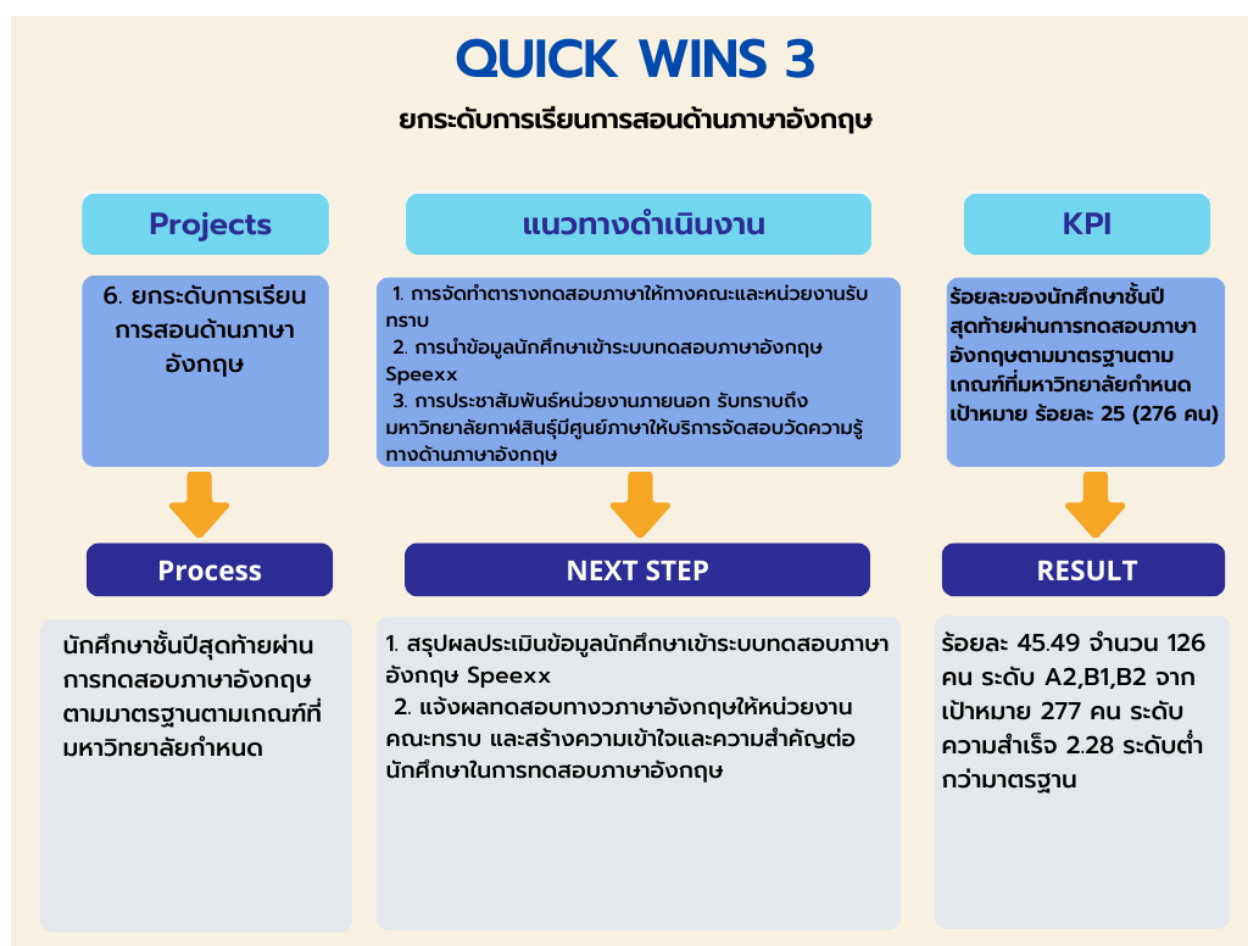 QUICK WINS 3
ยกระดับการเรียนการสอนด้านภาษาอังกฤษ
Projects
แนวทางดำเนินงาน
KPI
6. ยกระดับการเรียน
การสอนด้านภาษา
อังกฤษ
1. การจัดทำตารางทดสอบภาษาให้ทางคณะและหน่วยงานรับ
ทราบ
2. การนำข้อมูลนักศึกษาเข้าระบบทดสอบภาษาอังกฤษ
Speexx
3. การประชาสัมพันธ์หน่วยงานภายนอก รับทราบถึง
มหาวิทยาลัยกาฬสินธุ์มีศูนย์ภาษาให้บริการจัดสอบวัดความรู้
ทางด้านภาษาอังกฤษ
ร้อยละของนักศึกษาชั้นปี
สุดท้ายผ่านการทดสอบภาษา
อังกฤษตามมาตรฐานตาม
เกณฑ์ที่มหาวิทยาลัยกำหนด
เป้าหมาย ร้อยละ 25 (276 คน)
Process
NEXT STEP
RESULT
นักศึกษาชั้นปีสุดท้ายผ่าน
การทดสอบภาษาอังกฤษ
ตามมาตรฐานตามเกณฑ์ที่
มหาวิทยาลัยกำหนด
1. สรุปผลประเมินข้อมูลนักศึกษาเข้าระบบทดสอบภาษา
อังกฤษ Speexx
2. แจ้งผลทดสอบทางวภาษาอังกฤษให้หน่วยงาน
คณะทราบ และสร้างความเข้าใจและความสำคัญต่อ
นักศึกษาในการทดสอบภาษาอังกฤษ
ร้อยละ 45.49 จำนวน 126
คน ระดับ A2,B1,B2 จาก
เป้าหมาย 277 คน ระดับ
ความสำเร็จ 2.28 ระดับต่ำ
กว่ามาตรฐาน